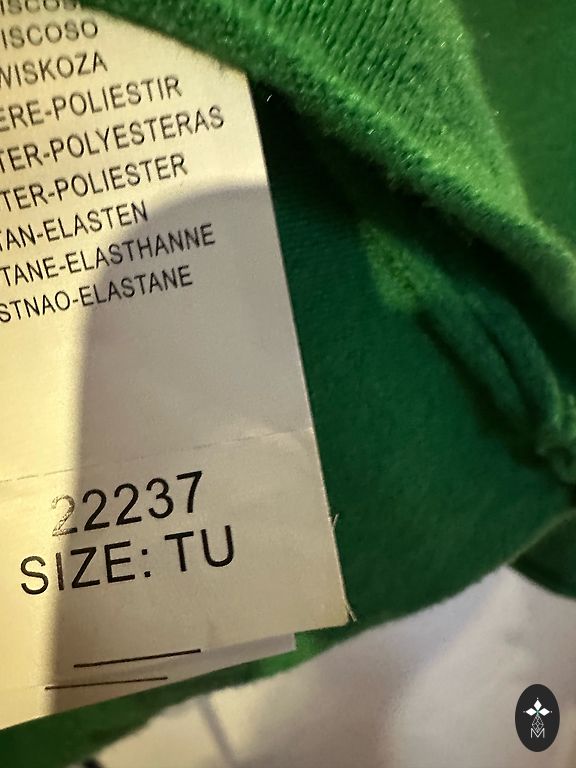 ISCOSO
WISKOZA
ERE-POLIESTIR
TER-POLYESTERAS
TER-POLIESTER
TAN-ELASTEN
TANE-ELASTHANNE
STNAO-ELASTANE
22237
SIZE: TU
M